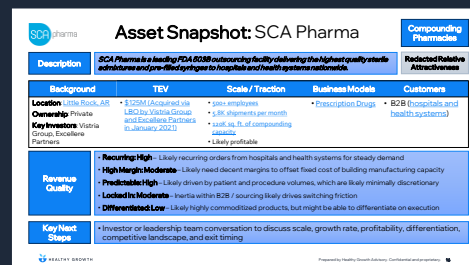 SCA pharma
Asset Snapshot: SCA Pharma
Compounding
Pharmacies
Description
SCA Pharma is a leading FDA 503B outsourcing facility delivering the highest quality sterile
admixtures and pre-filled syringes to hospitals and health systems nationwide.
Redacted Relative
Attractiveness
Background
TEV
Scale / Traction
Business Models
Customers
Location: Little Rock, AR
Ownership: Private
Key Investors: Vistria
Group, Excellere
Partners
• $125M (Acquired via
LBO by Vistria Group
and Excellere Partners
in January 2021)
• 500+ employees
• 5.8K shipments per month
• K sq. ft. of compounding
capacity
• Likely profitable
• Prescription Drugs
• B2B (hospitals and
health systems)
Revenue
Quality
• Recurring: High – Likely recurring orders from hospitals and health systems for steady demand
• High Margin: Moderate – Likely need decent margins to offset fixed cost of building manufacturing capacity
• Predictable: High – Likely driven by patient and procedure volumes, which are likely minimally discretionary
• Locked In: Moderate – Inertia within B2B / sourcing likely drives switching friction
• Differentiated: Low – Likely highly commoditized products, but might be able to differentiate on execution
Key Next
Steps
• Investor or leadership team conversation to discuss scale, growth rate, profitability, differentiation,
competitive landscape, and exit timing
HEALTHY GROWTH
Prepared by Healthy Growth Advisory. Confidential and proprietary.